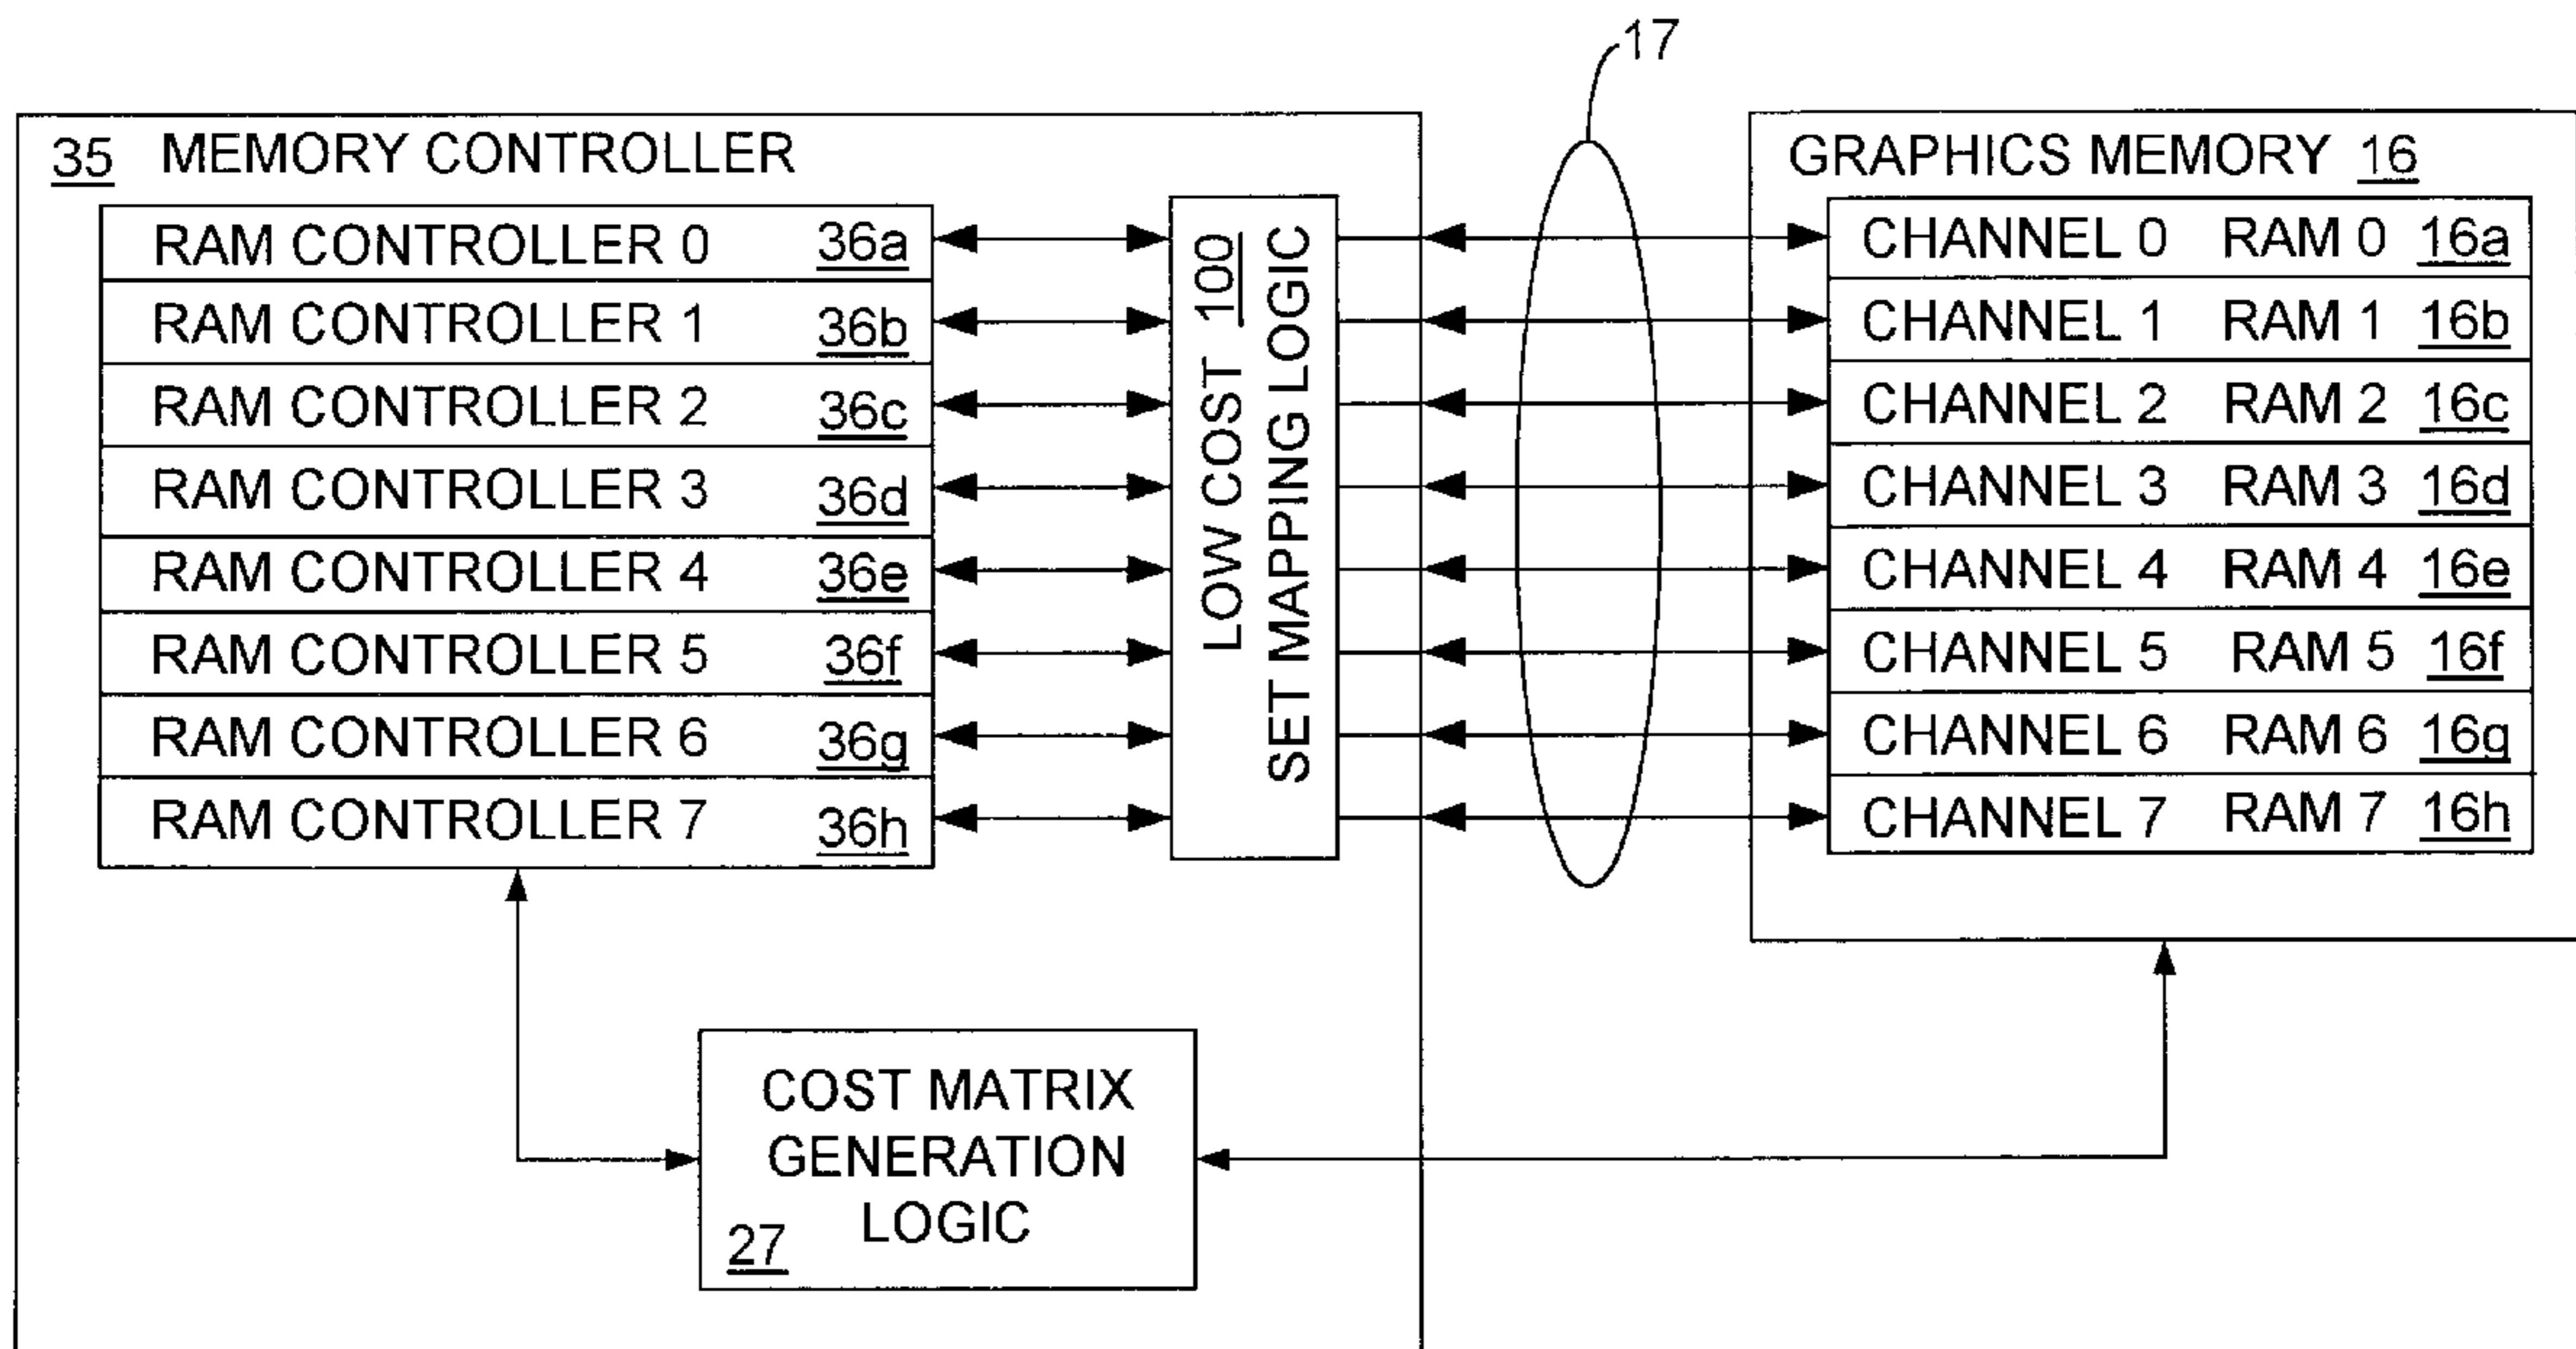 17
35 MEMORY CONTROLLER
RAM CONTROLLER 0 36a
RAM CONTROLLER 1 36b
RAM CONTROLLER 2 36c
RAM CONTROLLER 3 36d
RAM CONTROLLER 4 36e
RAM CONTROLLER 5 36f
RAM CONTROLLER 6 36g
RAM CONTROLLER 7 36h
LOW COST 100
SET MAPPING LOGIC
GRAPHICS MEMORY 16
CHANNEL 0 RAM 0 16a
CHANNEL 1 RAM 1 16b
CHANNEL 2 RAM 2 16c
CHANNEL 3 RAM 3 16d
CHANNEL 4 RAM 4 16e
CHANNEL 5 RAM 5 16f
CHANNEL 6 RAM 6 16g
CHANNEL 7 RAM 7 16h
COST MATRIX
GENERATION
LOGIC
27